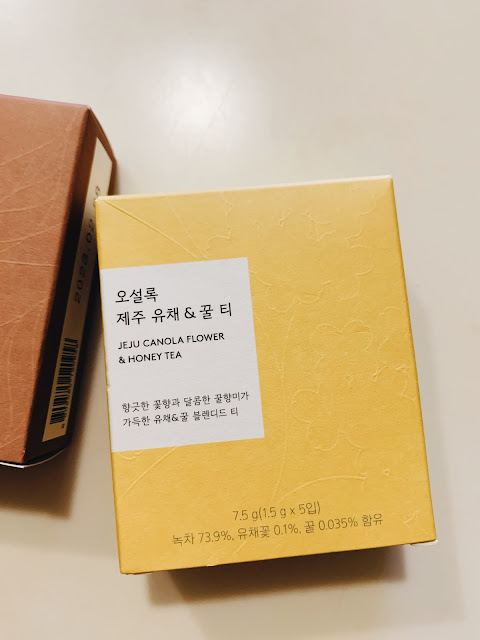 오설록
제주 유채 & 꿀 티
JEJU CANOLA FLOWER
& HONEY TEA
향긋한 꽃향과 달콤한 꿀향미가
가득한 유채&꿀 블렌디드 티
7.5 g(1.5 g x 5입)
녹차 73.9%, 유채꽃 0.1%, 꿀 0.035% 함유